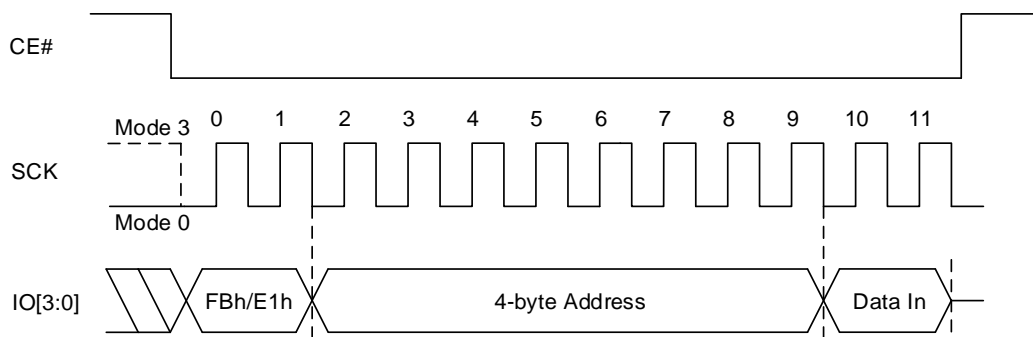 CE#
0 1 2 3 4 5 6 7 8 9 10 11
Mode 3
SCK
Mode 0
IO[3:0] FBh/E1h 4-byte Address Data In